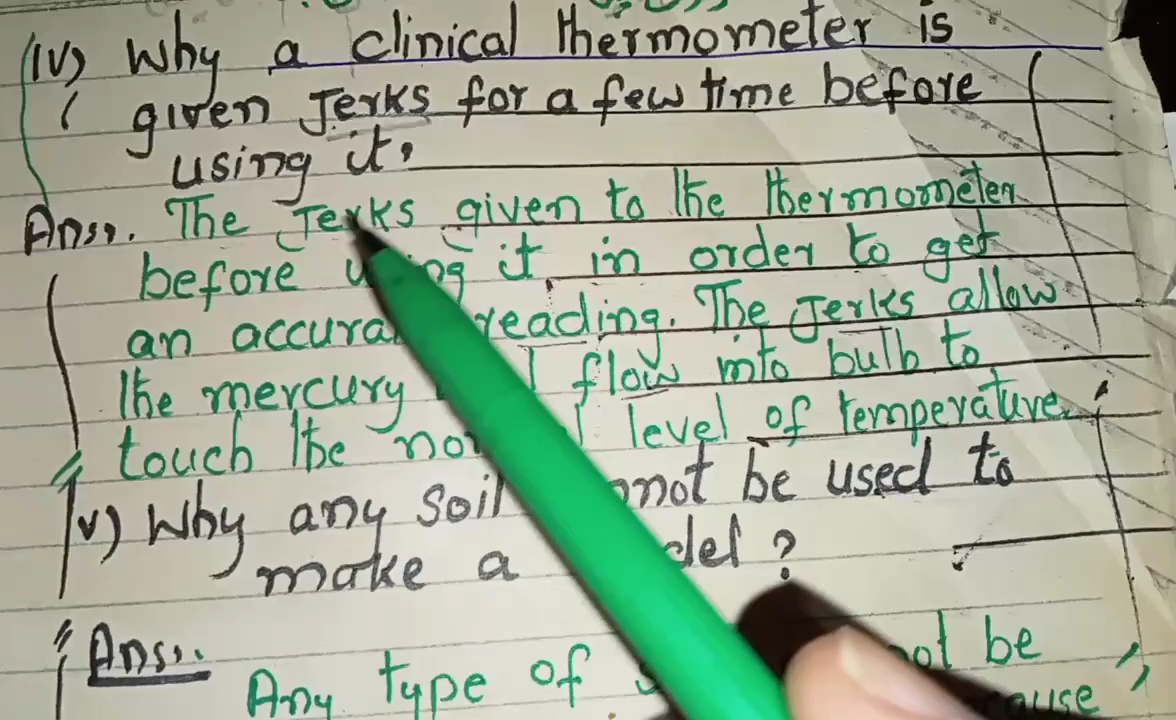 (IV) Why a clinical thermometer is
given Jerks for a few time before
using it.
Ans:. The Jerks given to the thermometer
before it in order to get
an reading. The Jerks allow
the mercury flow into bulb to
touch the level of temperature.
(V) Why any soil be used to
make a ?
Ans:.
Any type of be